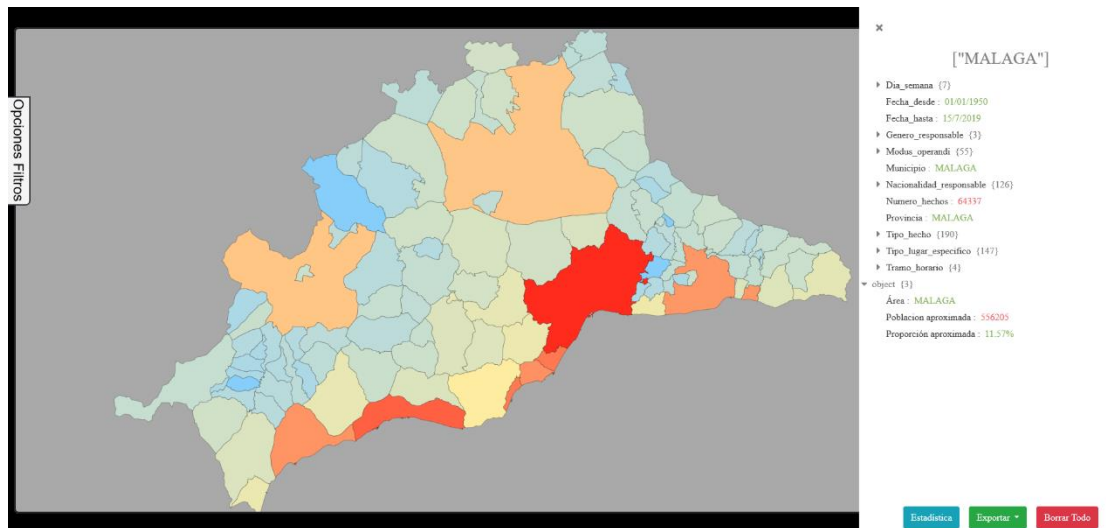 Opciones Filtros
×
["MALAGA"]
Dia_semana {7}
Fecha_desde : 01/01/1950
Fecha_hasta : 15/7/2019
Genero_responsable {3}
Modus_operandi {55}
Municipio : MALAGA
Nacionalidad_responsable {126}
Numero_hechos : 64337
Provincia : MALAGA
Tipo_hecho {190}
Tipo_lugar_especifico {147}
Tramo_horario {4}
object {3}
Área : MALAGA
Poblacion aproximada : 556205
Proporción aproximada : 11.57%
Estadística Exportar Borrar Todo